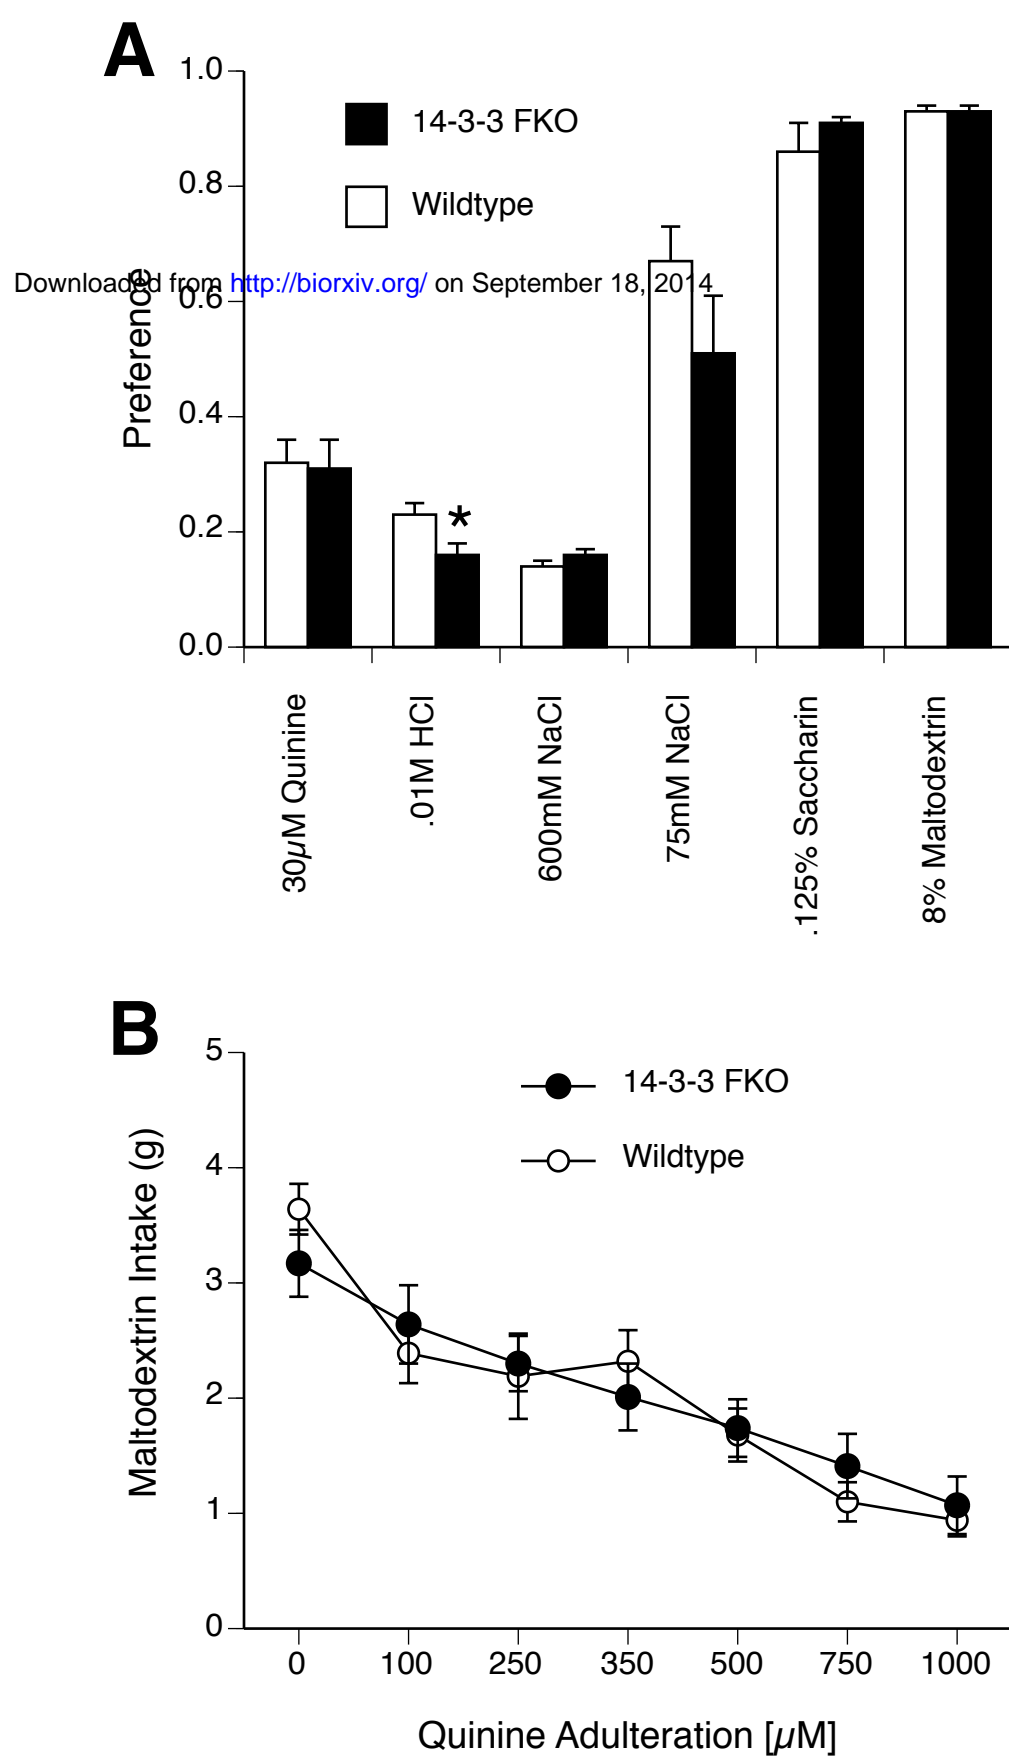 A
1.0
14-3-3 FKO
0.8
Wildtype
Downloaded from http://biorxiv.org/ on September 18, 2014
0.6
Preference
0.4
*
0.2
0.0
30µM Quinine
.01M HCl
600mM NaCl
75mM NaCl
.125% Saccharin
8% Maltodextrin
B
5
14-3-3 FKO
Wildtype
4
Maltodextrin Intake (g)
3
2
1
0
0 100 250 350 500 750 1000
Quinine Adulteration [µM]